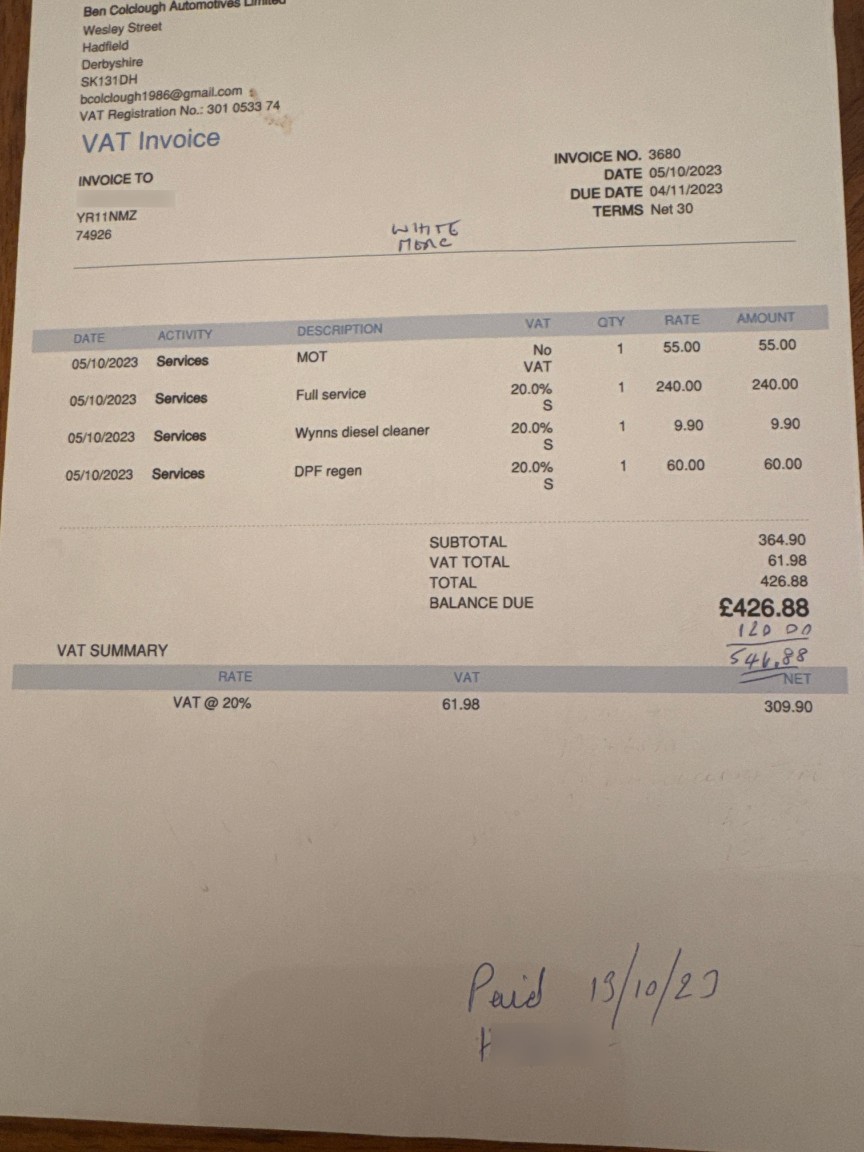 Ben Colclough Automotives Limited
Wesley Street
Hadfield
Derbyshire
SK131DH
bcolclough1986@gmail.com
VAT Registration No.: 301 0533 74
VAT Invoice
INVOICE NO. 3680
DATE 05/10/2023
DUE DATE 04/11/2023
TERMS Net 30
INVOICE TO
YR11NMZ
74926
WHITE
MERC
DATE ACTIVITY DESCRIPTION VAT QTY RATE AMOUNT
05/10/2023 Services MOT No VAT 1 55.00 55.00
05/10/2023 Services Full service 20.0% S 1 240.00 240.00
05/10/2023 Services Wynns diesel cleaner 20.0% S 1 9.90 9.90
05/10/2023 Services DPF regen 20.0% S 1 60.00 60.00
SUBTOTAL 364.90
VAT TOTAL 61.98
TOTAL 426.88
BALANCE DUE £426.88
120 00
546.88
VAT SUMMARY
RATE VAT NET
VAT @ 20% 61.98 309.90
Paid 13/10/23